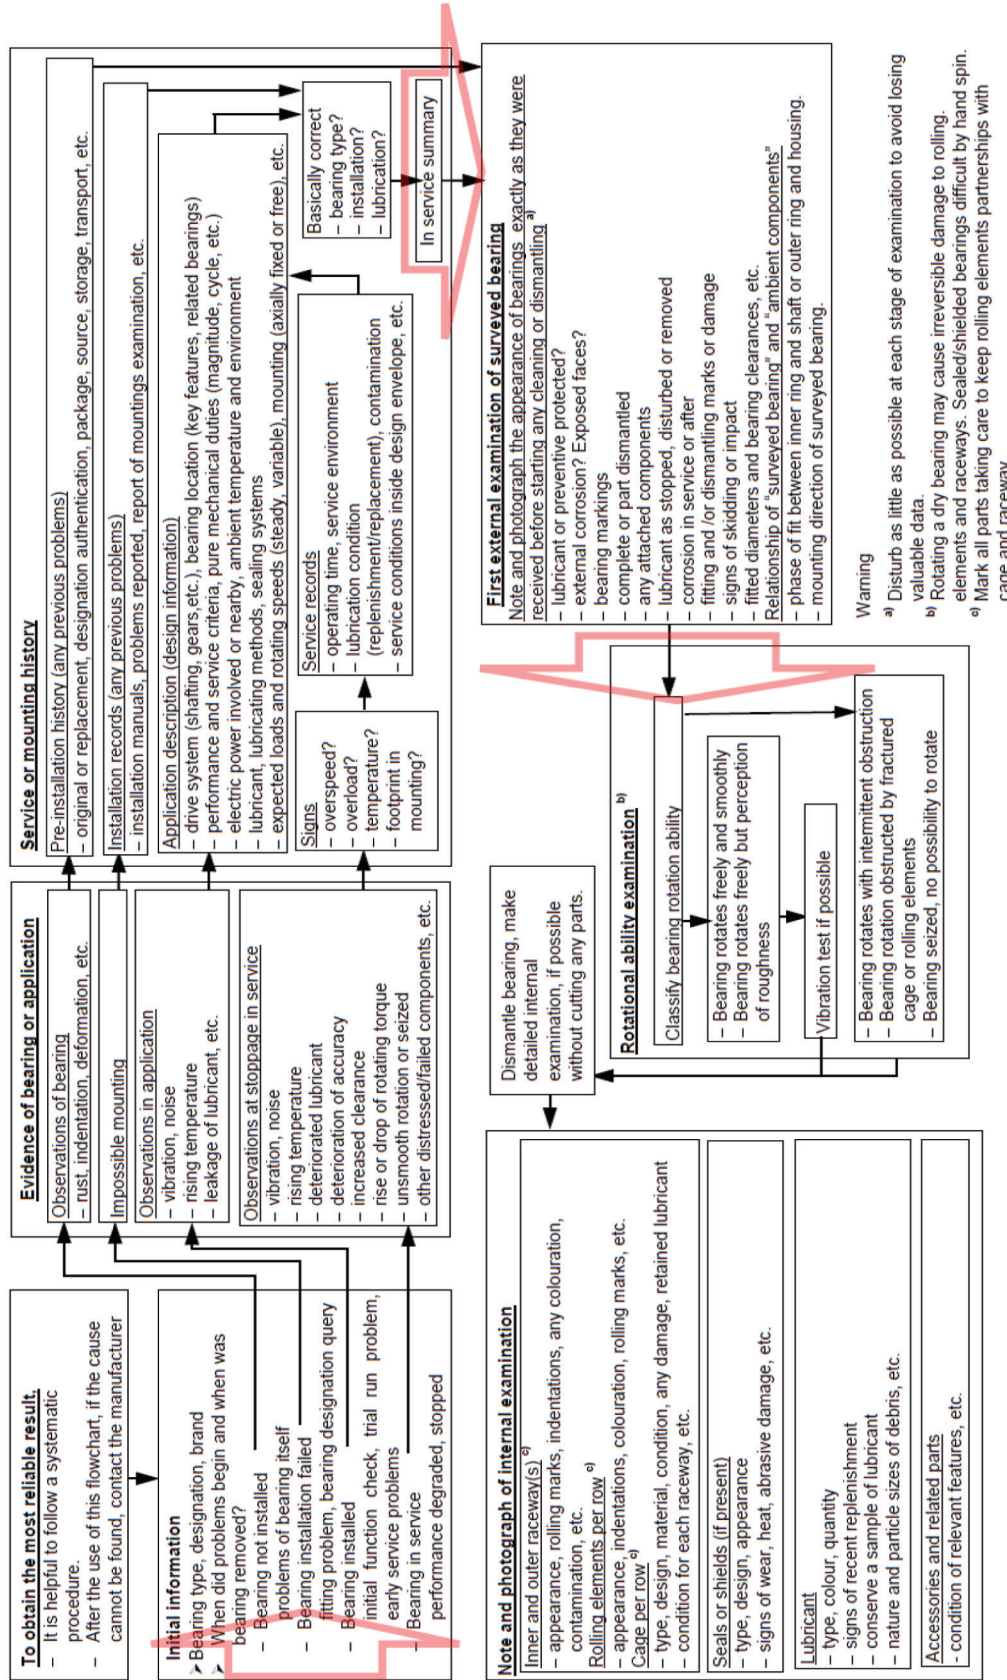 To obtain the most reliable result,
– It is helpful to follow a systematic
procedure.
– After the use of this flowchart, if the cause
cannot be found, contact the manufacturer
Initial information
➢ Bearing type, designation, brand
➢ When did problems begin and when was
bearing removed?
– Bearing not installed
problems of bearing itself
– Bearing installation failed
fitting problem, bearing designation query
– Bearing installed
initial function check, trial run problem,
early service problems
– Bearing in service
performance degraded, stopped
Evidence of bearing or application
Observations of bearing
– rust, indentation, deformation, etc.
Impossible mounting
Observations in application
– vibration, noise
– rising temperature
– leakage of lubricant, etc.
Observations at stoppage in service
– vibration, noise
– rising temperature
– deteriorated lubricant
– deterioration of accuracy
– increased clearance
– rise or drop of rotating torque
– unsmooth rotation or seized
– other distressed/failed components, etc.
Service or mounting history
Pre-installation history (any previous problems)
– original or replacement, designation authentication, package, source, storage, transport, etc.
Installation records (any previous problems)
– installation manuals, problems reported, report of mountings examination, etc.
Application description (design information)
– drive system (shafting, gears,etc.), bearing location (key features, related bearings)
– performance and service criteria, pure mechanical duties (magnitude, cycle, etc.)
– electric power involved or nearby, ambient temperature and environment
– lubricant, lubricating methods, sealing systems
– expected loads and rotating speeds (steady, variable), mounting (axially fixed or free), etc.
Signs
– overspeed?
– overload?
– temperature?
– footprint in
mounting?
Service records
– operating time, service environment
– lubrication condition
(replenishment/replacement), contamination
– service conditions inside design envelope, etc.
Basically correct
– bearing type?
– installation?
– lubrication?
In service summary
First external examination of surveyed bearing
Note and photograph the appearance of bearings exactly as they were
received before starting any cleaning or dismantling a)
– lubricant or preventive protected?
– external corrosion? Exposed faces?
– bearing markings
– complete or part dismantled
– any attached components
– lubricant as stopped, disturbed or removed
– corrosion in service or after
– fitting and /or dismantling marks or damage
– signs of skidding or impact
– fitted diameters and bearing clearances, etc.
Relationship of "surveyed bearing" and "ambient components"
– phase of fit between inner ring and shaft or outer ring and housing.
– mounting direction of surveyed bearing.
Warning
a) Disturb as little as possible at each stage of examination to avoid losing
valuable data.
b) Rotating a dry bearing may cause irreversible damage to rolling
elements and raceways. Sealed/shielded bearings difficult by hand spin.
c) Mark all parts taking care to keep rolling elements partnerships with
cage and raceway
Rotational ability examination b)
Classify bearing rotation ability
– Bearing rotates freely and smoothly
– Bearing rotates freely but perception
of roughness
Vibration test if possible
– Bearing rotates with intermittent obstruction
– Bearing rotation obstructed by fractured
cage or rolling elements
– Bearing seized, no possibility to rotate
Dismantle bearing, make
detailed internal
examination, if possible
without cutting any parts.
Note and photograph of internal examination
Inner and outer raceway(s) c)
– appearance, rolling marks, indentations, any colouration,
contamination, etc.
Rolling elements per row c)
– appearance, indentations, colouration, rolling marks, etc.
Cage per row c)
– type, design, material, condition, any damage, retained lubricant
– condition for each raceway, etc.
Seals or shields (if present)
– type, design, appearance
– signs of wear, heat, abrasive damage, etc.
Lubricant
– type, colour, quantity
– signs of recent replenishment
– conserve a sample of lubricant
– nature and particle sizes of debris, etc.
Accessories and related parts
- condition of relevant features, etc.